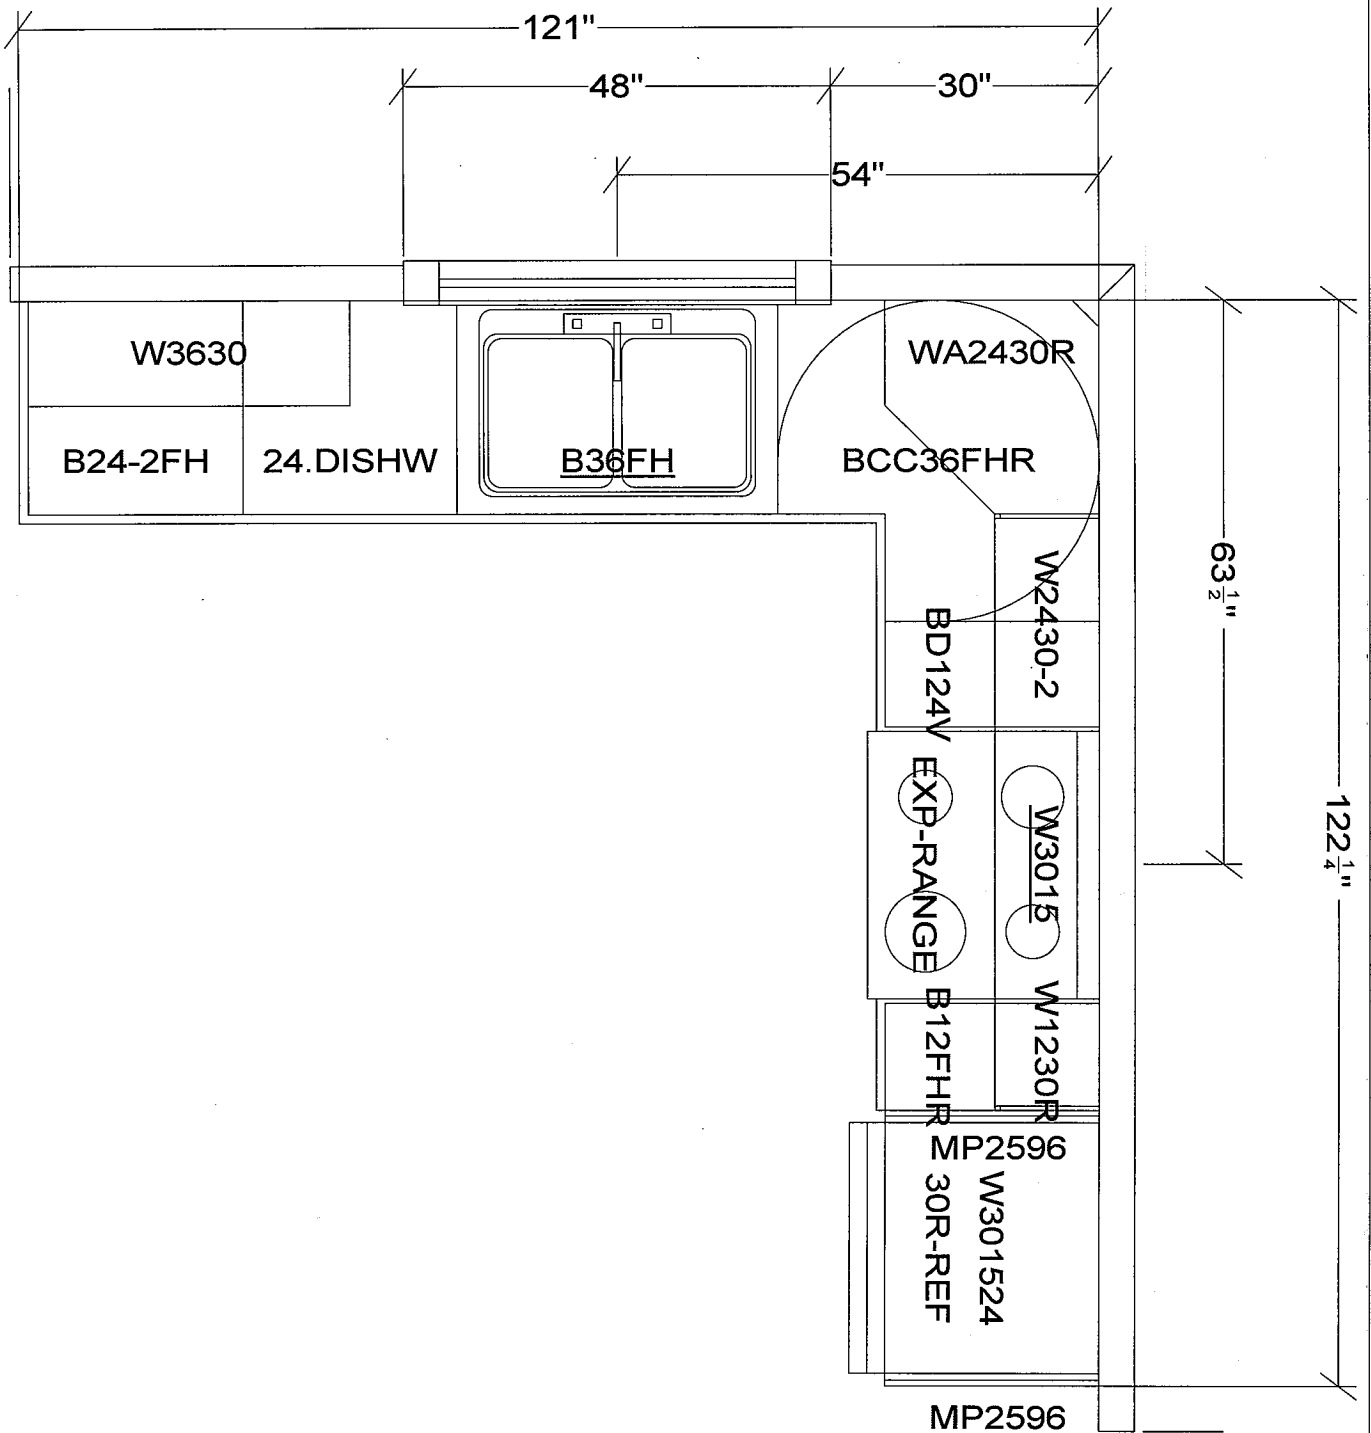 121"
48"
30"
54"
W3630
WA2430R
B24-2FH
24.DISHW
B36FH
BCC36FHR
63 1/2"
W2430-2
BD124V
122 1/4"
EXP-RANGE
W3015
B12FHR
W1230R
MP2596
W301524
30R-REF
MP2596